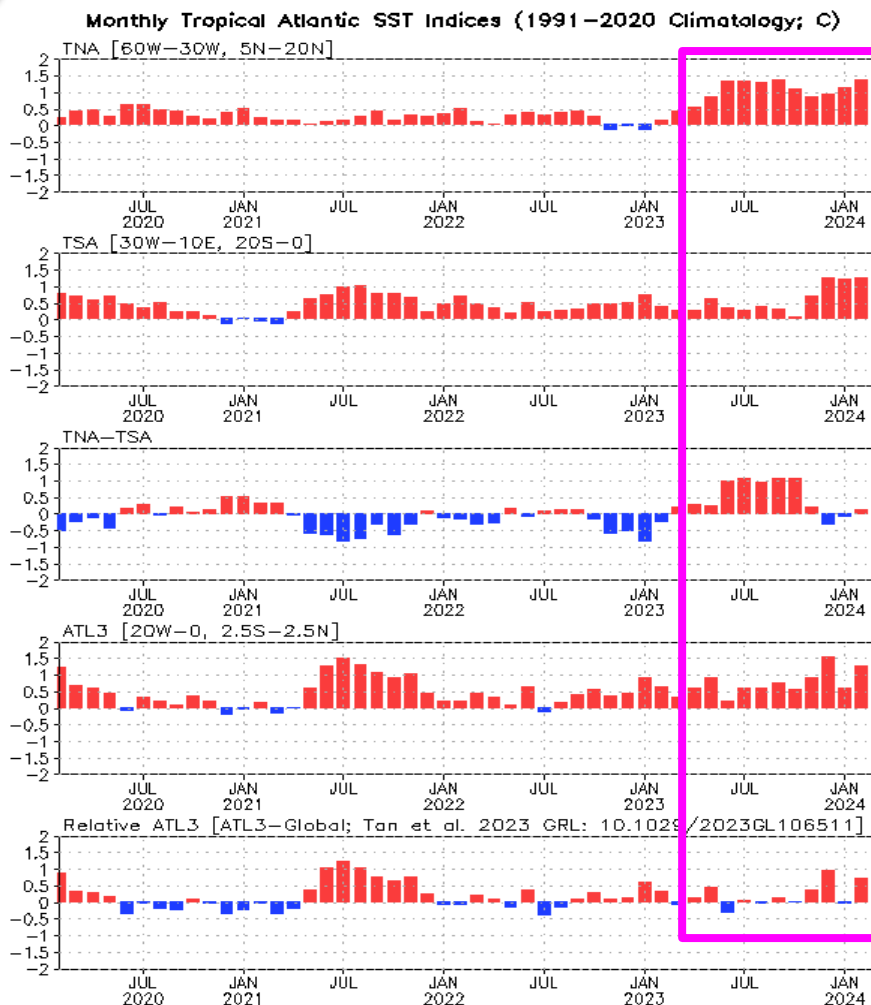 Monthly Tropical Atlantic SST Indices (1991-2020 Climatology; C)
TNA [60W-30W, 5N-20N]
2
1.5
1
0.5
0
-0.5
-1
-1.5
-2
JUL JAN JUL JAN JUL JAN JUL JAN
2020 2021 2022 2023 2024
TSA [30W-10E, 20S-0]
2
1.5
1
0.5
0
-0.5
-1
-1.5
-2
JUL JAN JUL JAN JUL JAN JUL JAN
2020 2021 2022 2023 2024
TNA-TSA
2
1.5
1
0.5
0
-0.5
-1
-1.5
-2
JUL JAN JUL JAN JUL JAN JUL JAN
2020 2021 2022 2023 2024
ATL3 [20W-0, 2.5S-2.5N]
2
1.5
1
0.5
0
-0.5
-1
-1.5
-2
JUL JAN JUL JAN JUL JAN JUL JAN
2020 2021 2022 2023 2024
Relative ATL3 [ATL3-Global; Tan et al. 2023 GRL: 10.1029/2023GL106511]
2
1.5
1
0.5
0
-0.5
-1
-1.5
-2
JUL JAN JUL JAN JUL JAN JUL JAN
2020 2021 2022 2023 2024